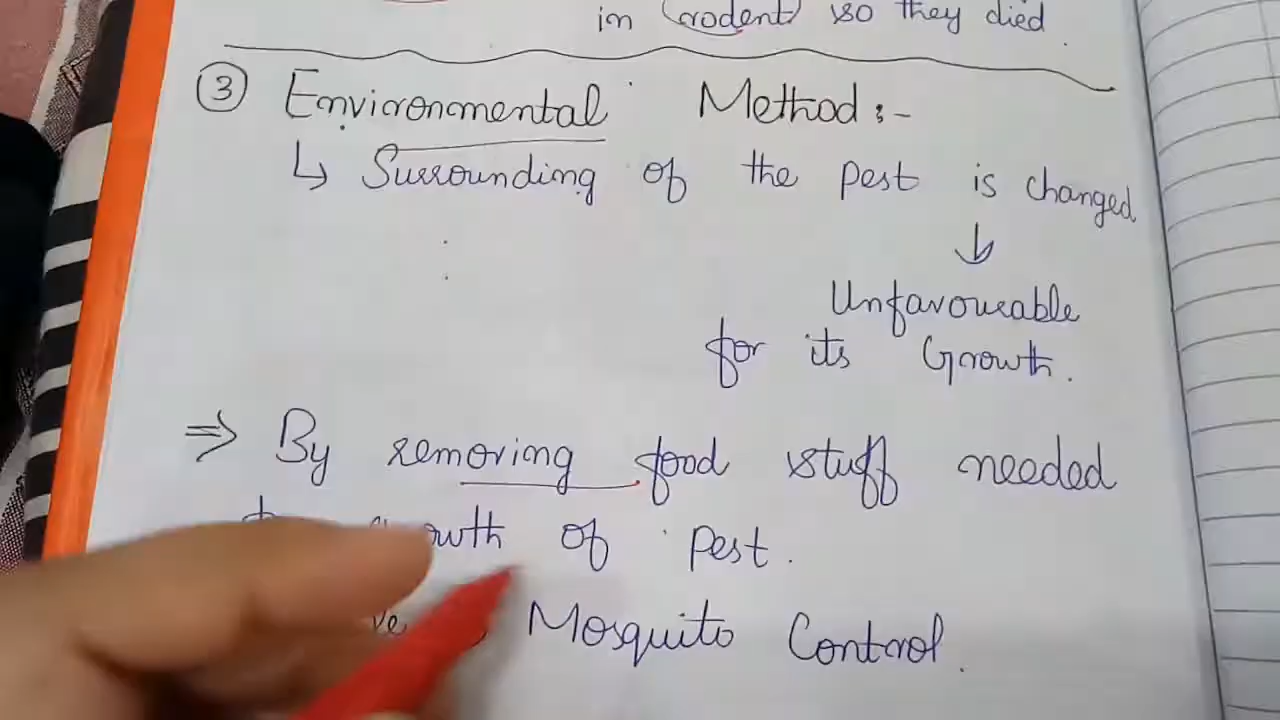 in (rodent) so they died.
③ Environmental Method :-
↳ Surrounding of the pest is changed
↓
Unfavourable
for its Growth.
⇒ By removing food stuff needed
of Pest.
Mosquito Control.